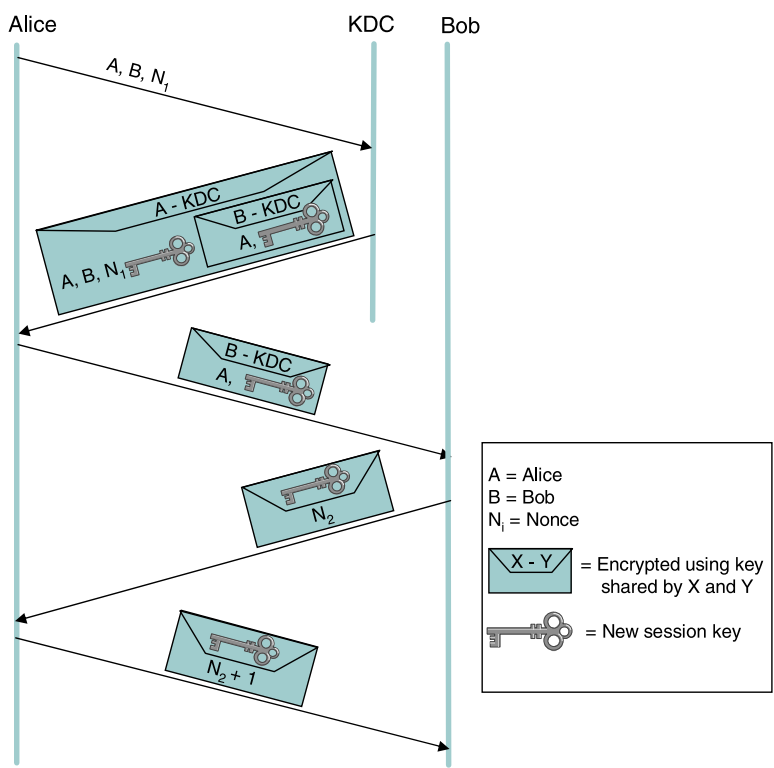 Alice
KDC
Bob
A, B, N1
A - KDC
B - KDC
A,
A, B, N1
B - KDC
A,
N2
N2 + 1
A = Alice
B = Bob
Ni = Nonce
X - Y
= Encrypted using key
shared by X and Y
= New session key